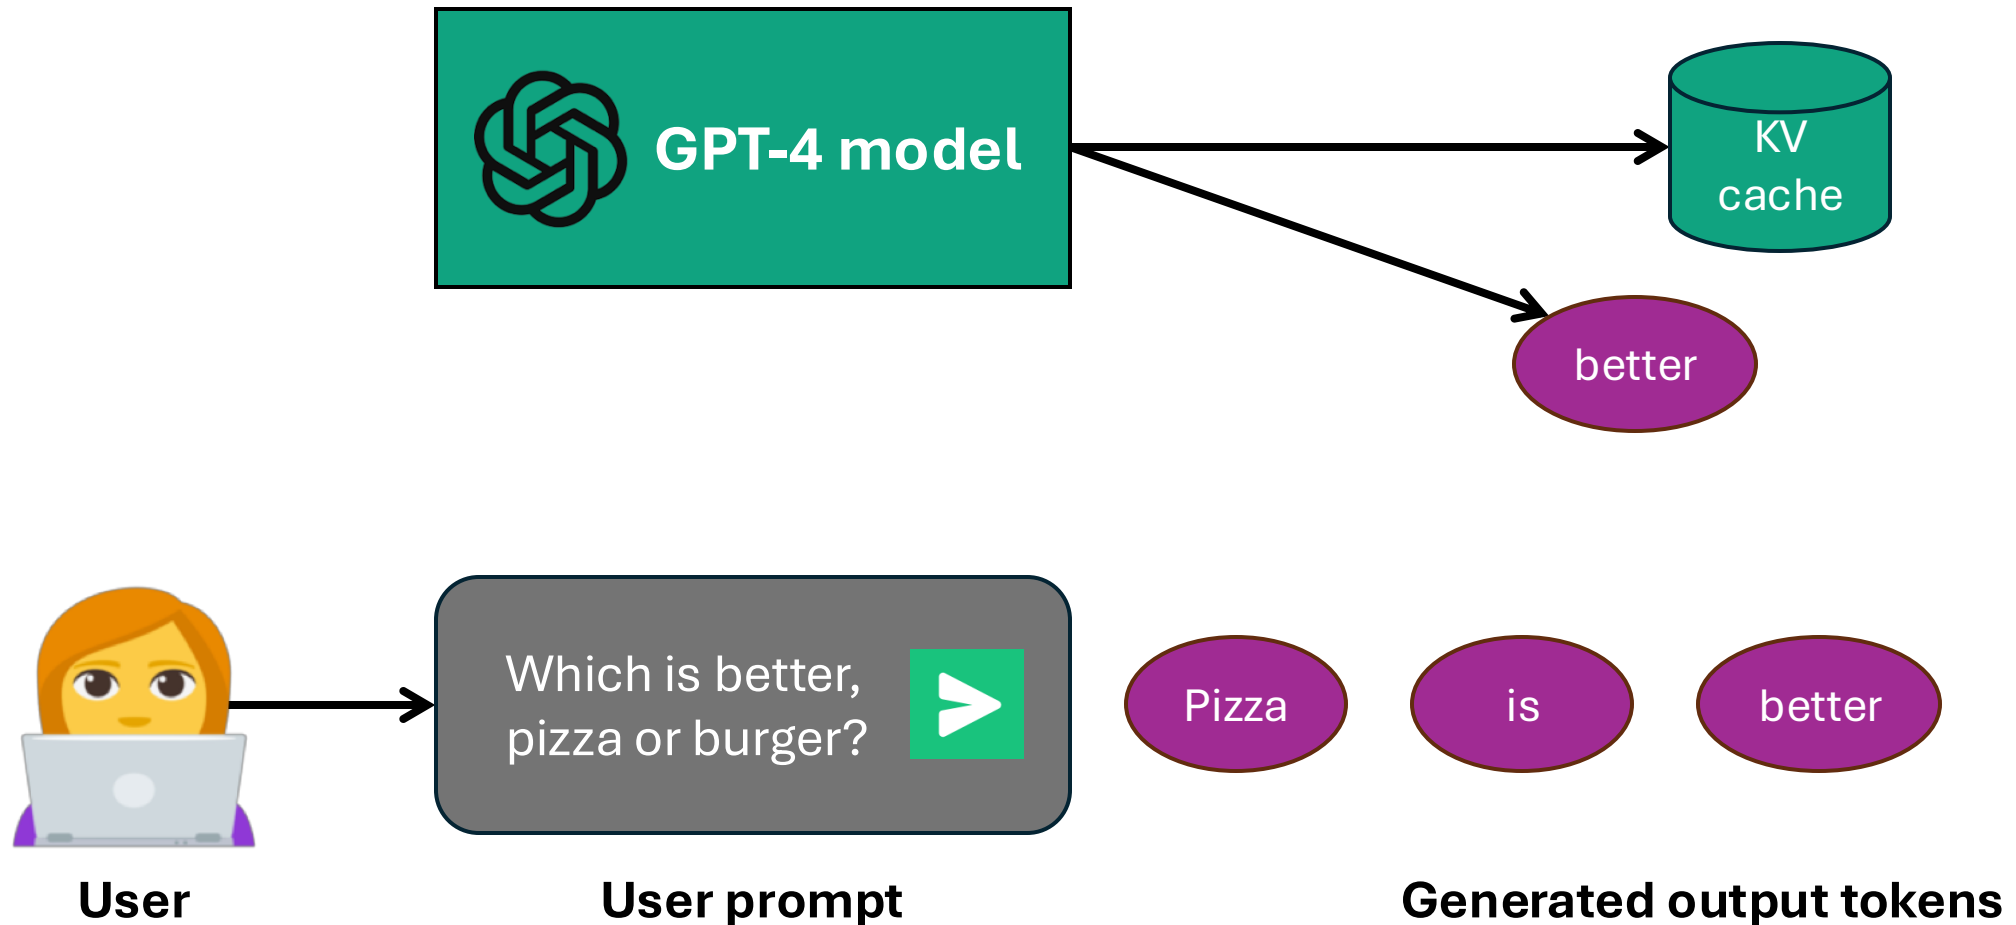 GPT-4 model
KV
cache
better
Which is better,
pizza or burger?
Pizza
is
better
User
User prompt
Generated output tokens